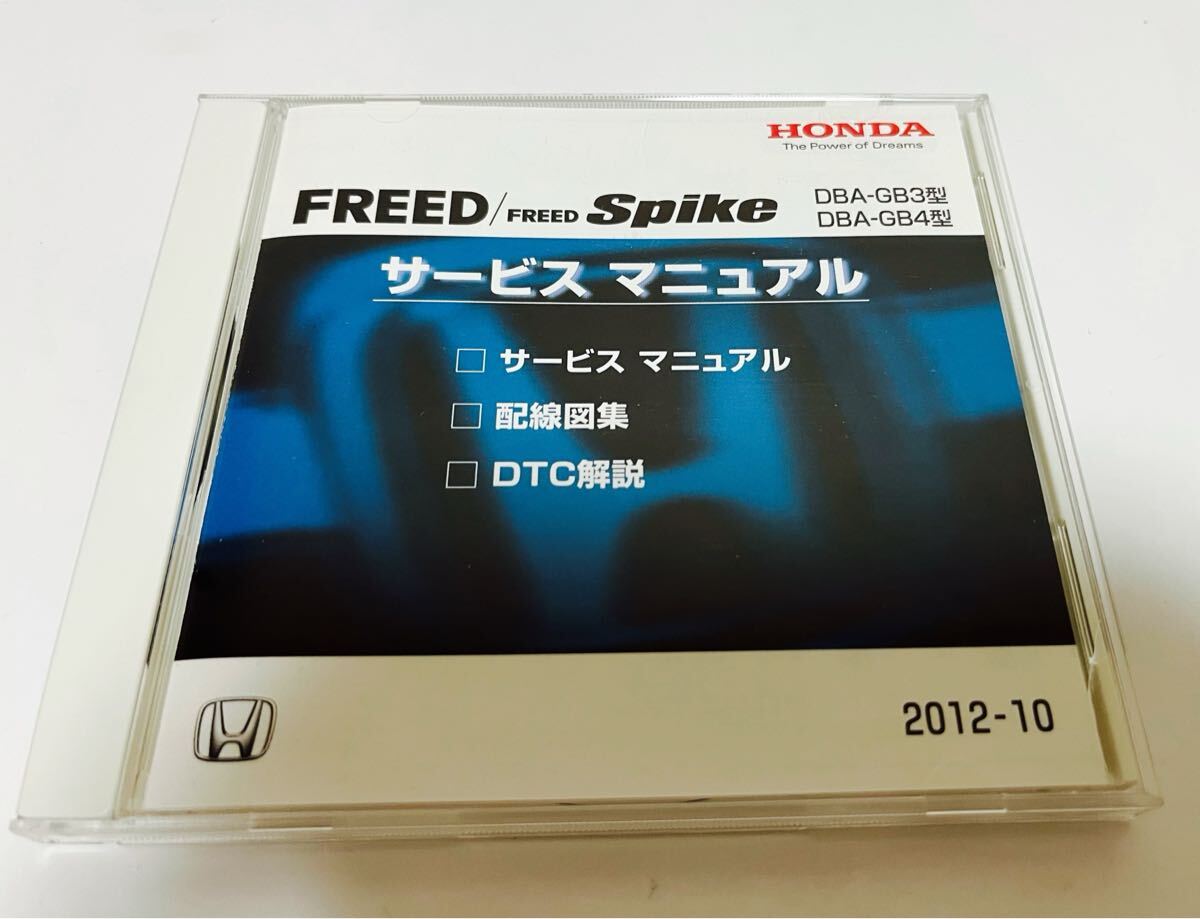 HONDA
The Power of Dreams
FREED/FREED Spike
DBA-GB3型
DBA-GB4型
サービス マニュアル
□ サービス マニュアル
□ 配線図集
□ DTC解説
2012-10